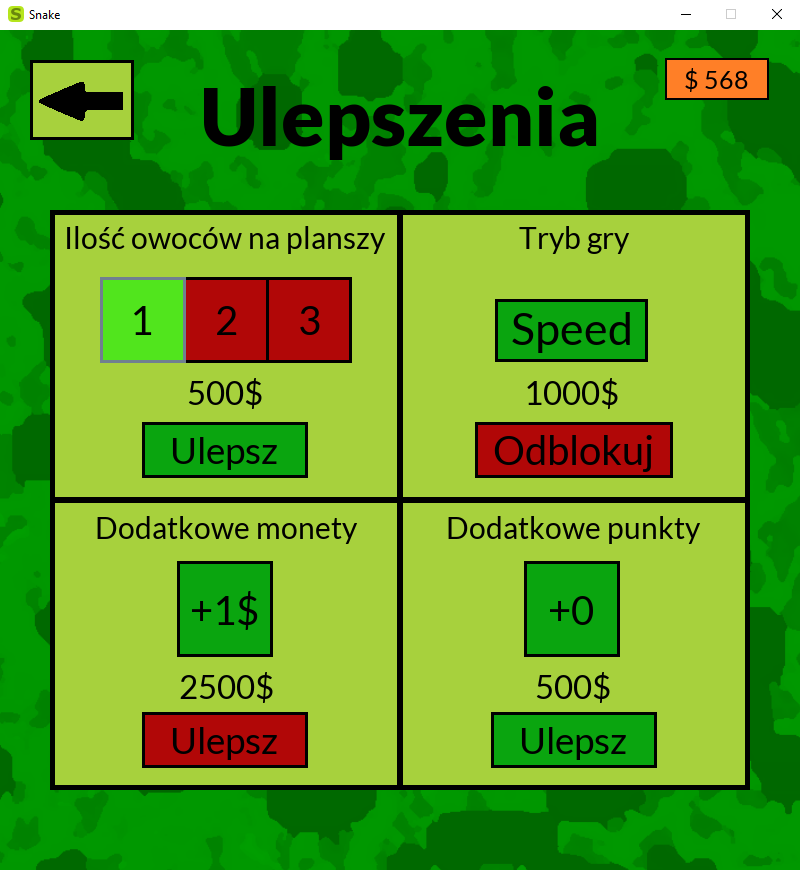 Snake
Ulepszenia
$ 568
Ilość owoców na planszy
1 2 3
500$
Ulepsz
Tryb gry
Speed
1000$
Odblokuj
Dodatkowe monety
+1$
2500$
Ulepsz
Dodatkowe punkty
+0
500$
Ulepsz